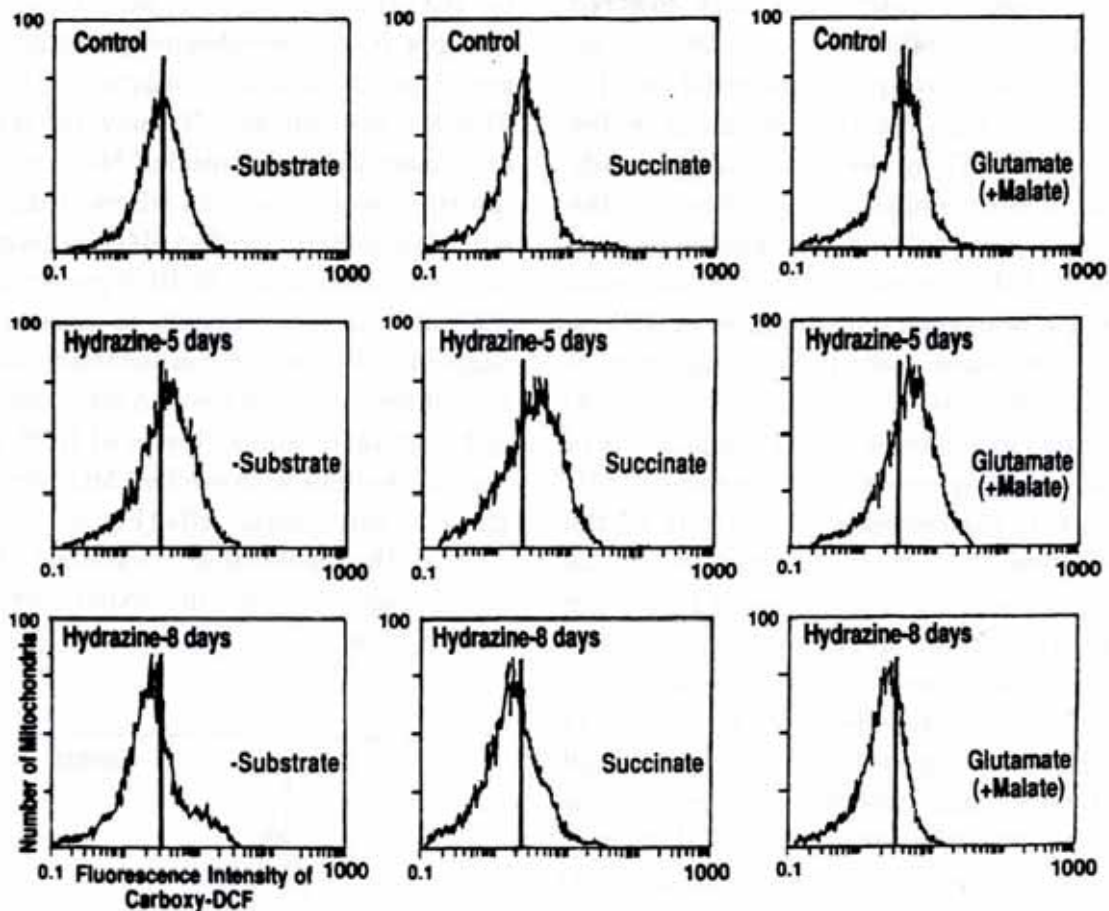 100
Control
-Substrate
0.1 1000
100
Control
Succinate
0.1 1000
100
Control
Glutamate
(+Malate)
0.1 1000
100
Hydrazine-5 days
-Substrate
0.1 1000
100
Hydrazine-5 days
Succinate
0.1 1000
100
Hydrazine-5 days
Glutamate
(+Malate)
0.1 1000
100
Hydrazine-8 days
Number of Mitochondria
-Substrate
0.1 1000
Fluorescence Intensity of
Carboxy-DCF
100
Hydrazine-8 days
Succinate
0.1 1000
100
Hydrazine-8 days
Glutamate
(+Malate)
0.1 1000